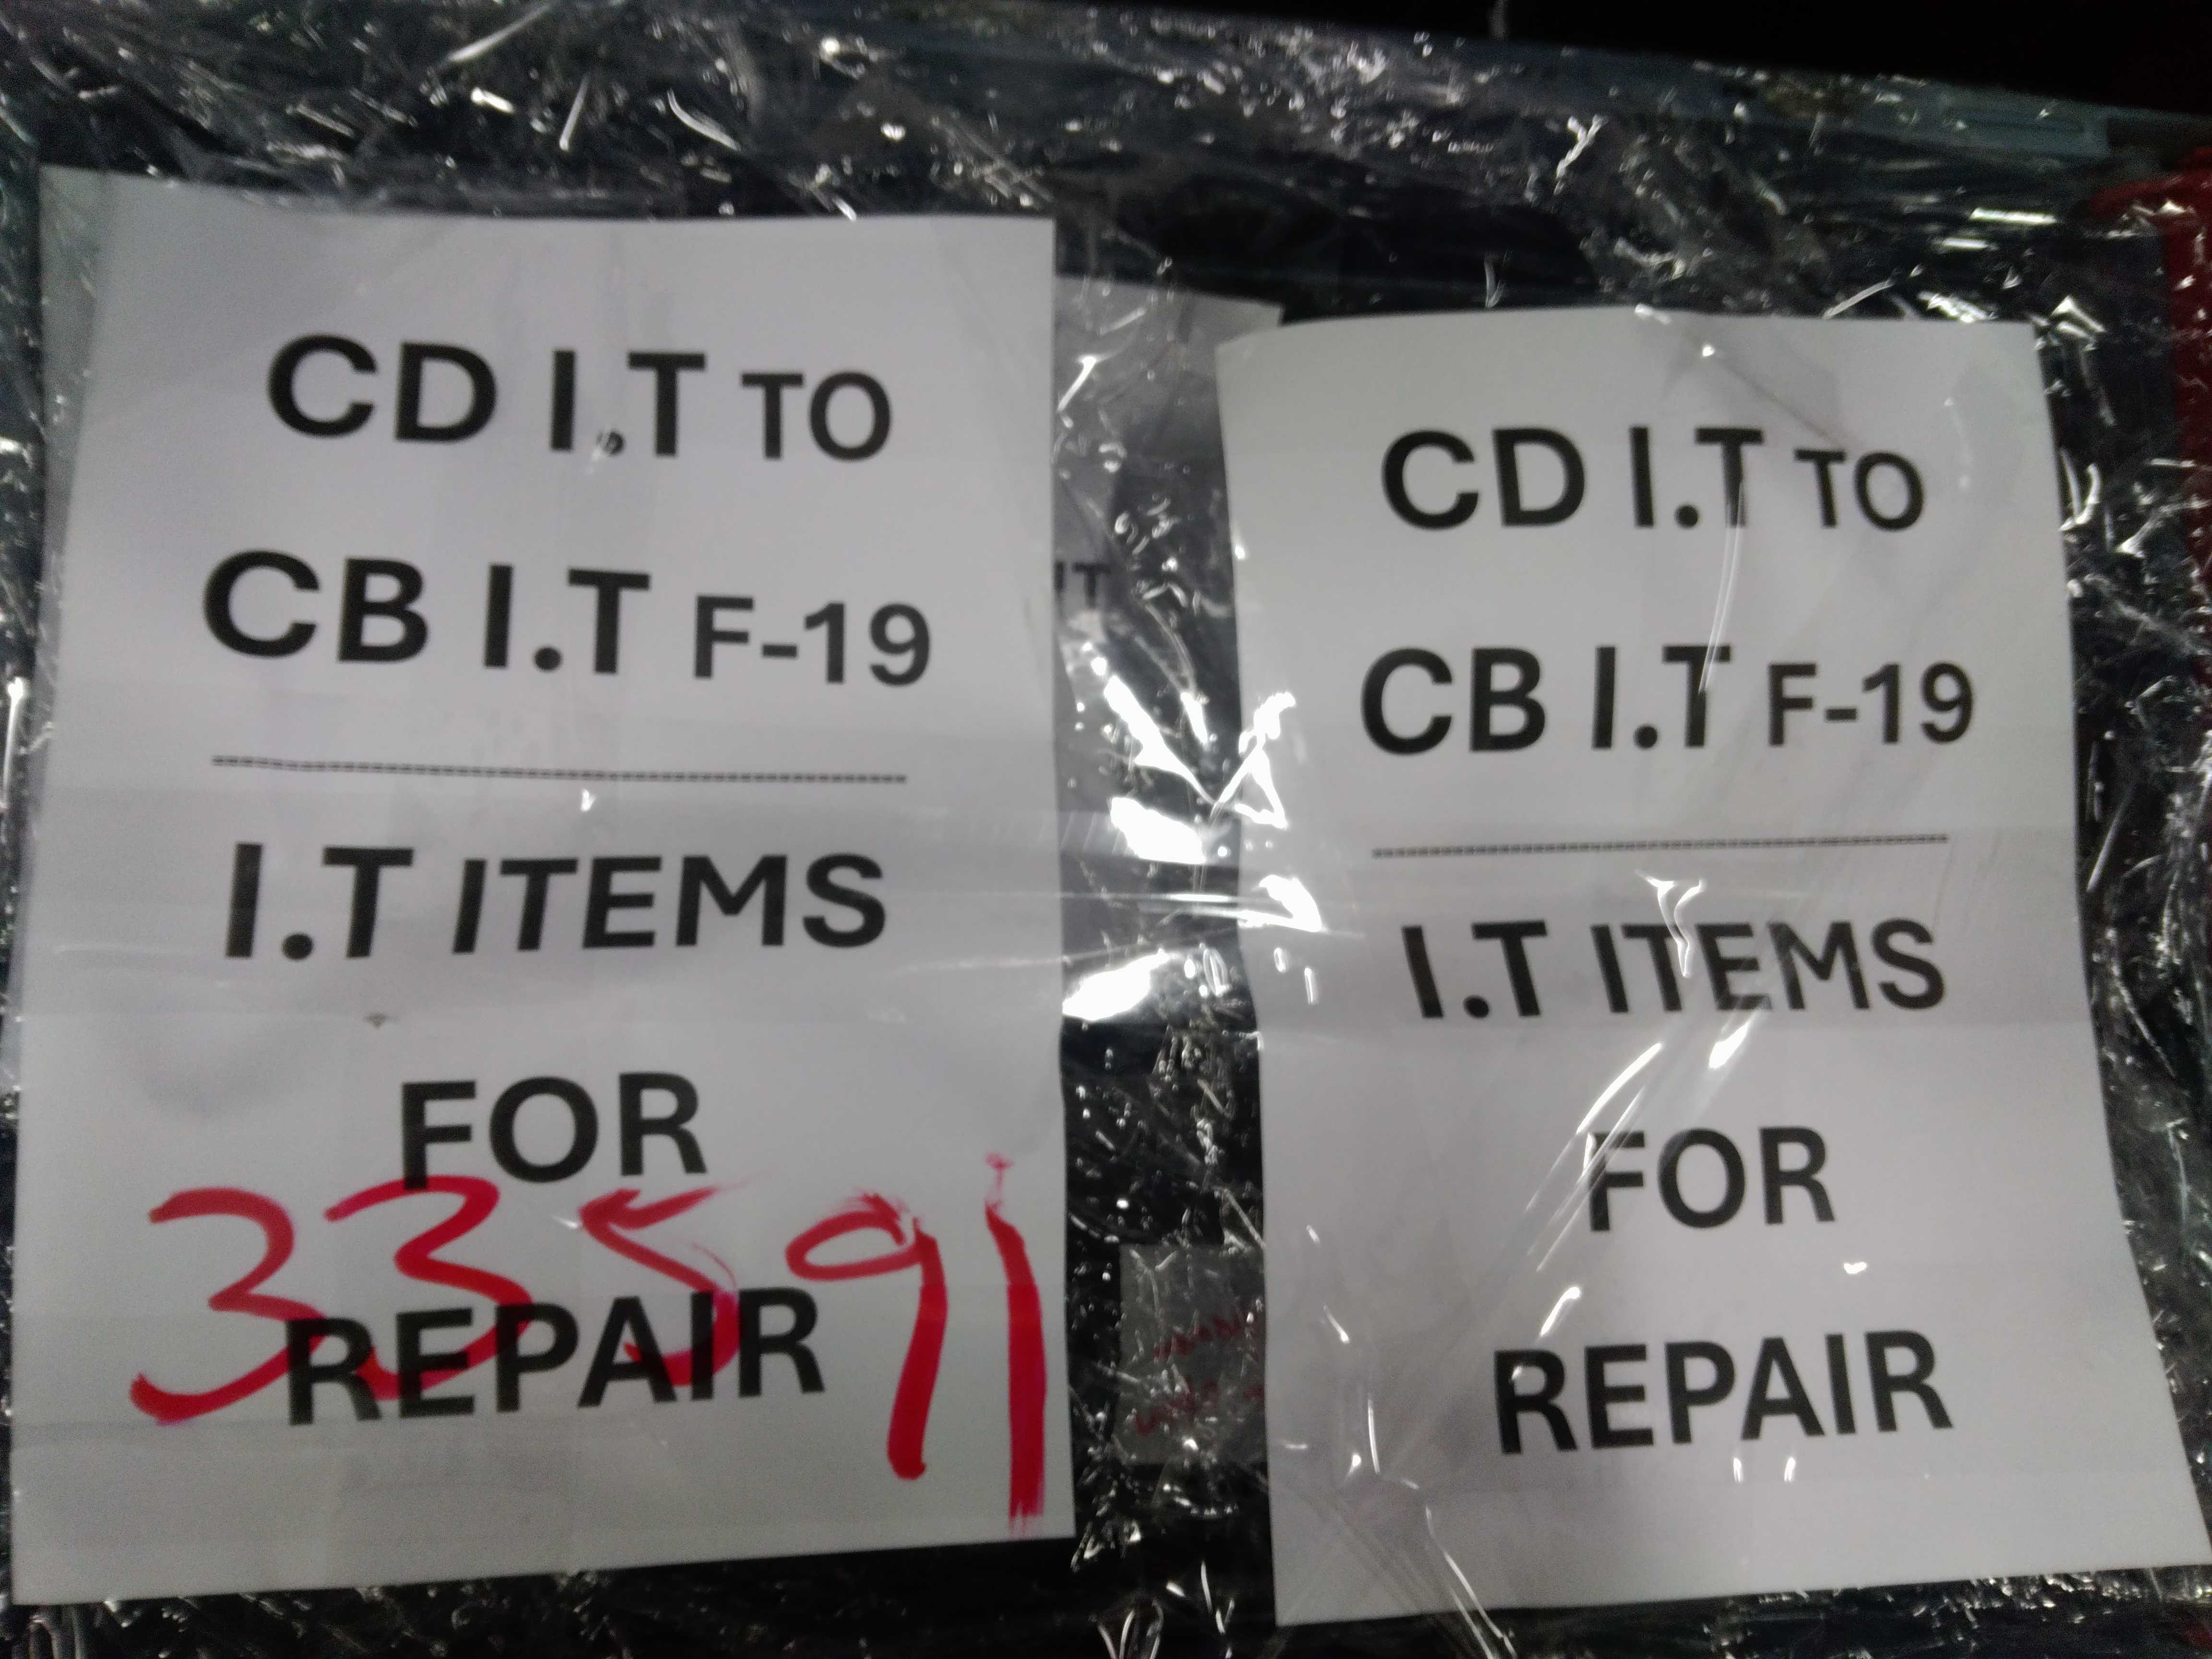 CD I.T TO
CB I.T F-19
I.T ITEMS
FOR
33591
REPAIR
CD I.T TO
CB I.T F-19
I.T ITEMS
FOR
REPAIR